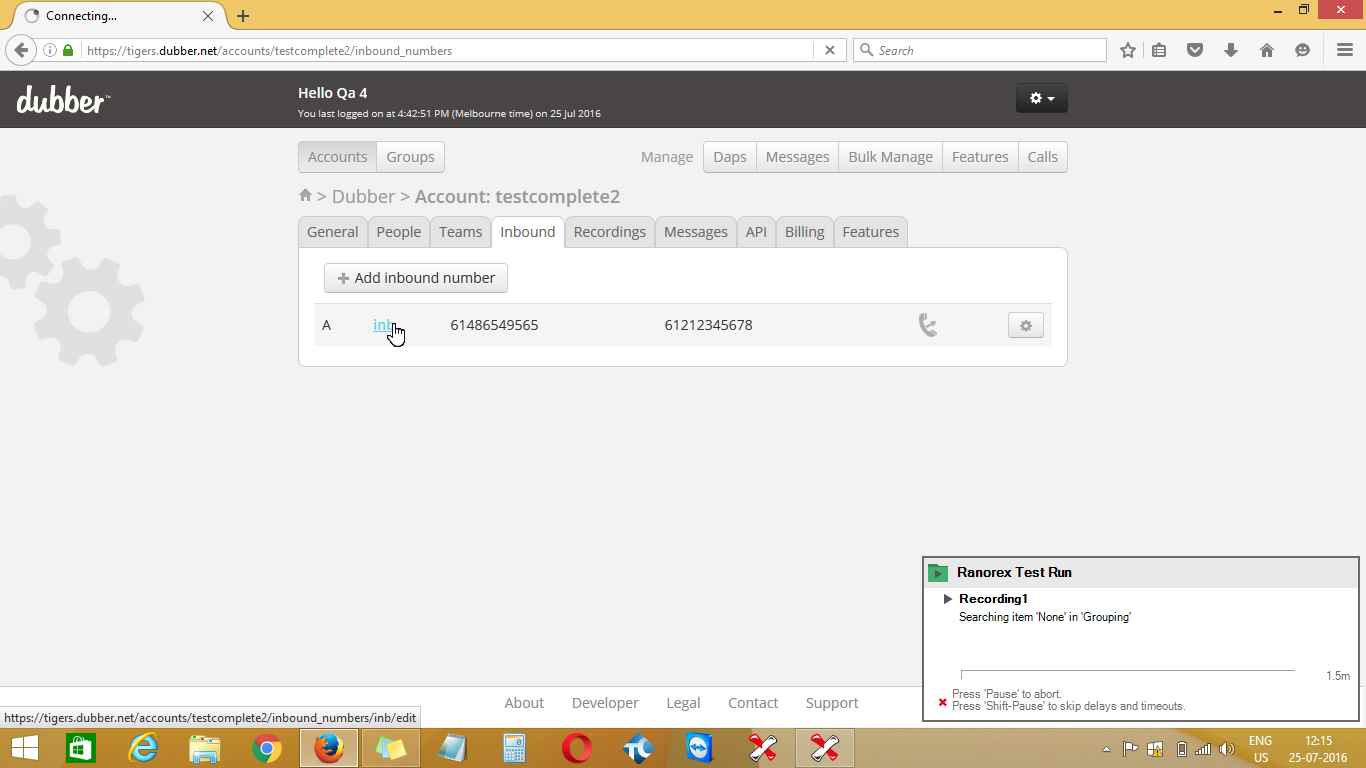 Connecting...
https://tigers.dubber.net/accounts/testcomplete2/inbound_numbers
Search
dubber™
Hello Qa 4
You last logged on at 4:42:51 PM (Melbourne time) on 25 Jul 2016
Accounts Groups Manage Daps Messages Bulk Manage Features Calls
> Dubber > Account: testcomplete2
General People Teams Inbound Recordings Messages API Billing Features
+ Add inbound number
A inb 61486549565 61212345678
Ranorex Test Run
Recording1
Searching item 'None' in 'Grouping'
1.5m
Press 'Pause' to abort.
Press 'Shift-Pause' to skip delays and timeouts.
About Developer Legal Contact Support
https://tigers.dubber.net/accounts/testcomplete2/inbound_numbers/inb/edit
ENG 12:15
US 25-07-2016